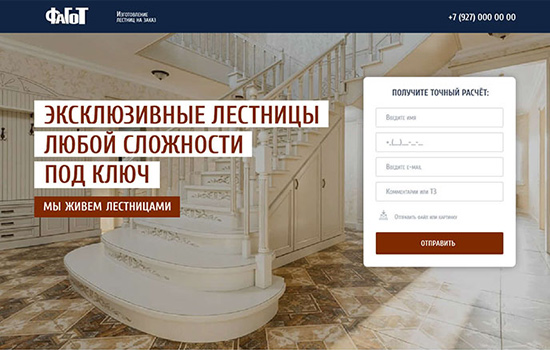 ФАГОТ
Изготовление
лестниц на заказ
+7 (927) 000 00 00
ЭКСКЛЮЗИВНЫЕ ЛЕСТНИЦЫ
ЛЮБОЙ СЛОЖНОСТИ
ПОД КЛЮЧ
МЫ ЖИВЕМ ЛЕСТНИЦАМИ
ПОЛУЧИТЕ ТОЧНЫЙ РАСЧЁТ:
Введите имя
+_(___)___-__-__
Введите e-mail
Комментарии или ТЗ
Отправить файл или картинку
ОТПРАВИТЬ